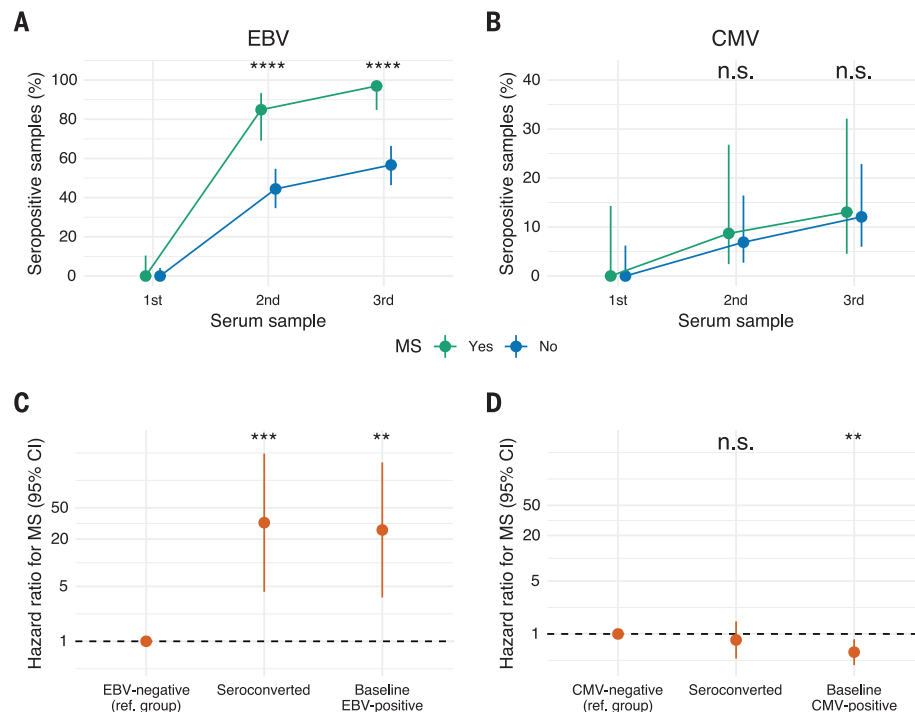 A
EBV
Seropositive samples (%)
100
80
60
40
20
0
****
****
1st
2nd
3rd
Serum sample
B
CMV
Seropositive samples (%)
40
30
20
10
0
n.s.
n.s.
1st
2nd
3rd
Serum sample
MS Yes No
C
Hazard ratio for MS (95% CI)
50
20
5
1
***
**
EBV-negative
(ref. group)
Seroconverted
Baseline
EBV-positive
D
Hazard ratio for MS (95% CI)
50
20
5
1
n.s.
**
CMV-negative
(ref. group)
Seroconverted
Baseline
CMV-positive